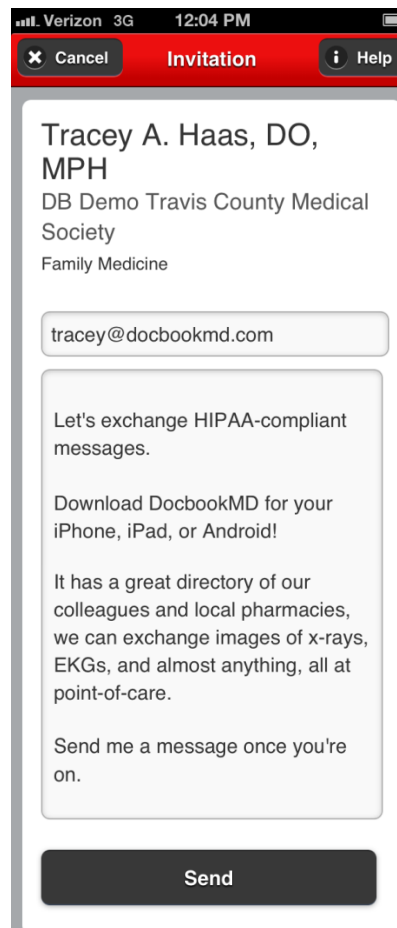 Verizon 3G 12:04 PM
Cancel Invitation Help
Tracey A. Haas, DO,
MPH
DB Demo Travis County Medical
Society
Family Medicine
tracey@docbookmd.com
Let's exchange HIPAA-compliant
messages.
Download DocbookMD for your
iPhone, iPad, or Android!
It has a great directory of our
colleagues and local pharmacies,
we can exchange images of x-rays,
EKGs, and almost anything, all at
point-of-care.
Send me a message once you're
on.
Send